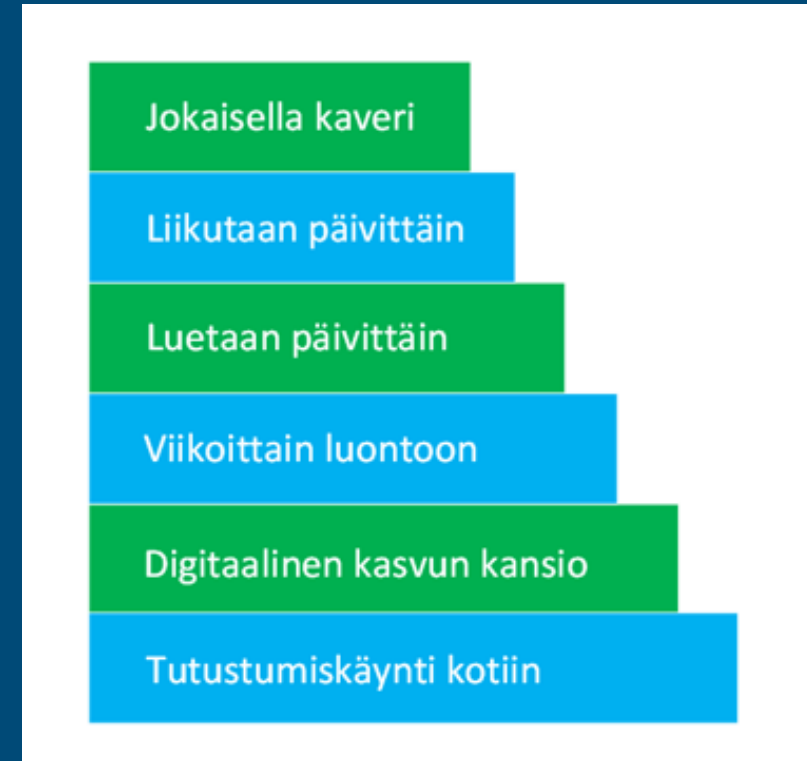 Jokaisella kaveri
Liikutaan päivittäin
Luetaan päivittäin
Viikoittain luontoon
Digitaalinen kasvun kansio
Tutustumiskäynti kotiin